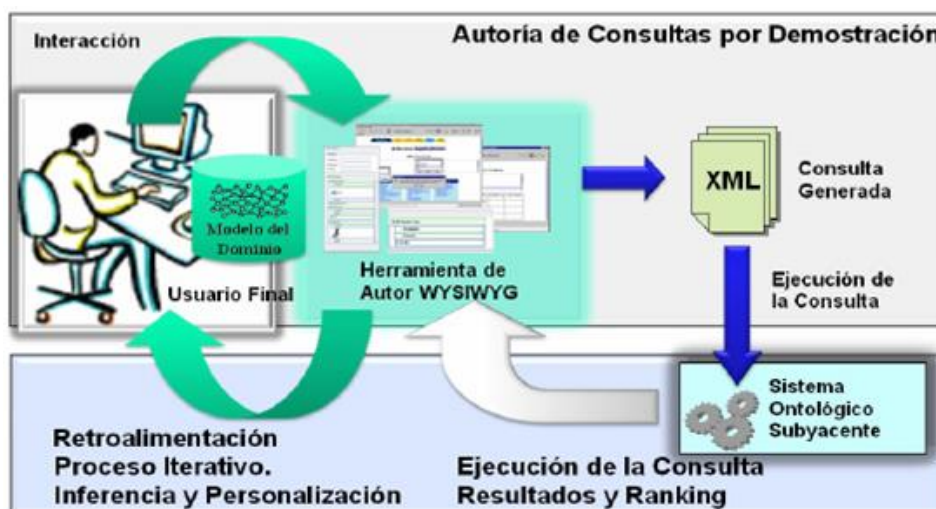 Interacción
Autoría de Consultas por Demostración
Modelo del
Dominio
Usuario Final
Herramienta de
Autor WYSIWYG
XML
Consulta
Generada
Ejecución de
la Consulta
Sistema
Ontológico
Subyacente
Retroalimentación
Proceso Iterativo.
Inferencia y Personalización
Ejecución de la Consulta
Resultados y Ranking